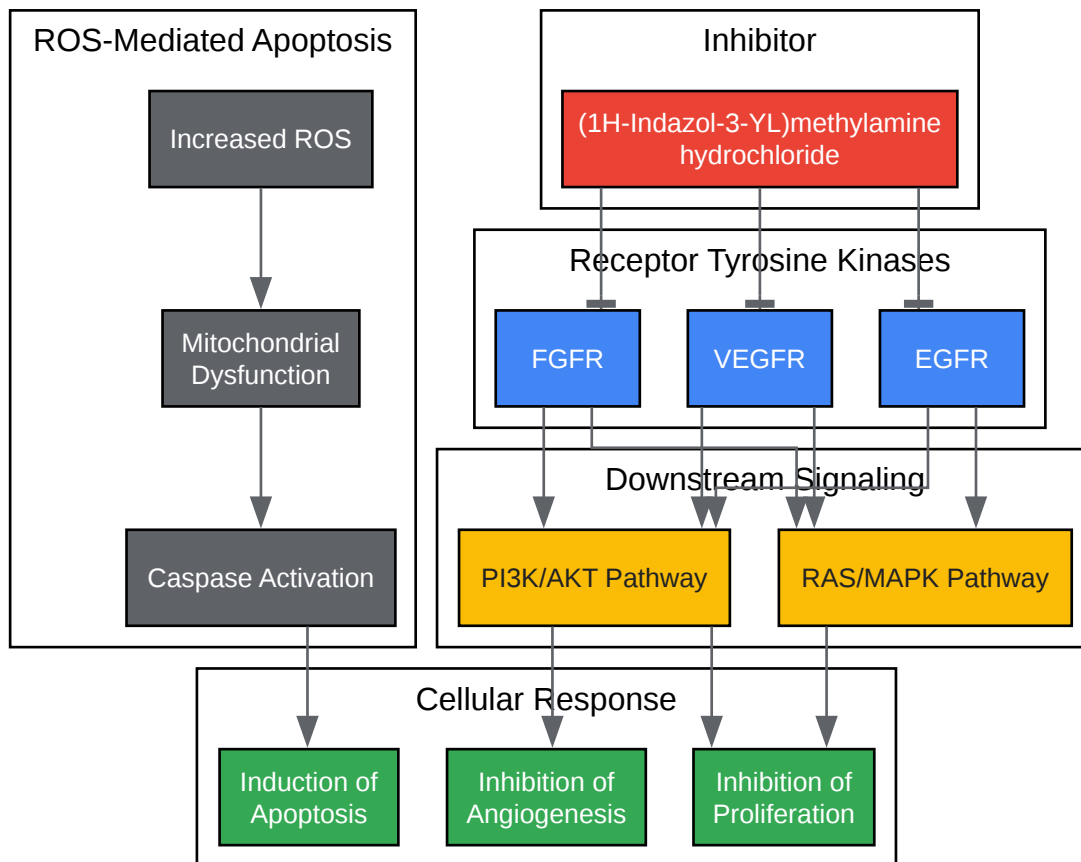 ROS-Mediated Apoptosis
Increased ROS
Mitochondrial
Dysfunction
Caspase Activation
Inhibitor
(1H-Indazol-3-YL)methylamine
hydrochloride
Receptor Tyrosine Kinases
FGFR
VEGFR
EGFR
Downstream Signaling
PI3K/AKT Pathway
RAS/MAPK Pathway
Cellular Response
Induction of
Apoptosis
Inhibition of
Angiogenesis
Inhibition of
Proliferation